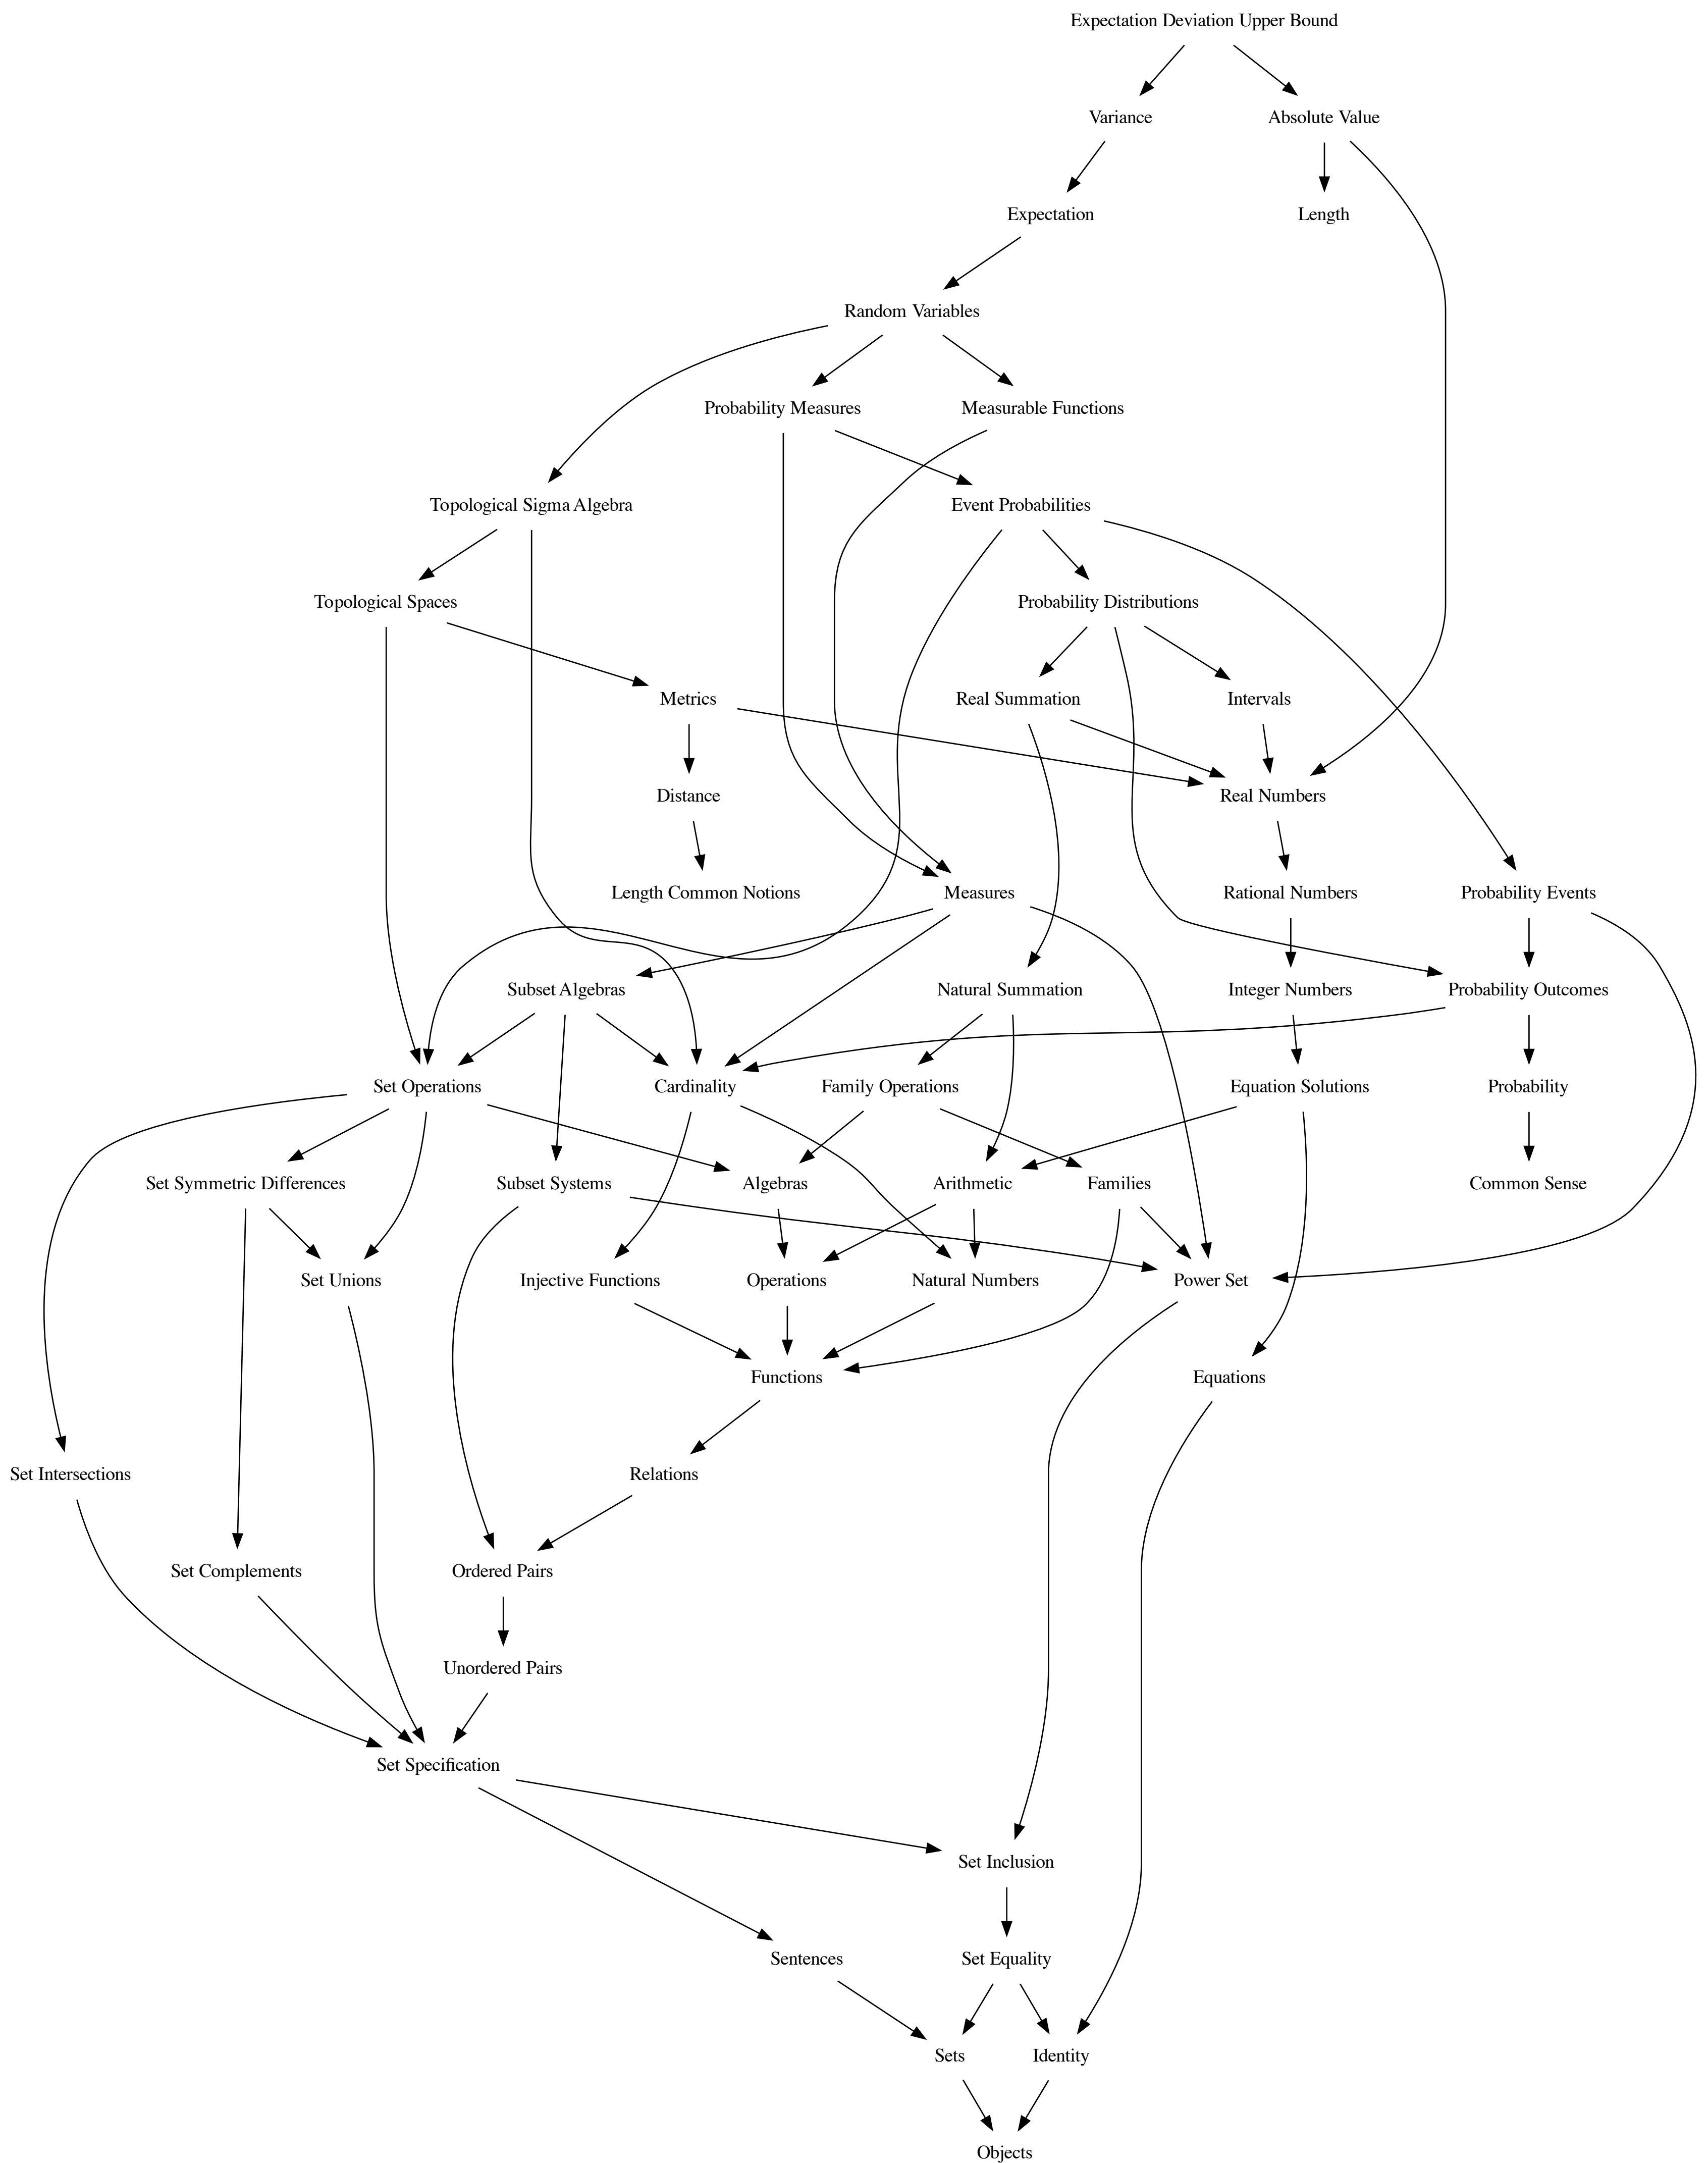 Expectation Deviation Upper Bound
Variance
Absolute Value
Expectation
Length
Random Variables
Probability Measures
Measurable Functions
Topological Sigma Algebra
Event Probabilities
Topological Spaces
Probability Distributions
Metrics
Real Summation
Intervals
Distance
Real Numbers
Length Common Notions
Measures
Rational Numbers
Probability Events
Subset Algebras
Natural Summation
Integer Numbers
Probability Outcomes
Set Operations
Cardinality
Family Operations
Equation Solutions
Probability
Set Symmetric Differences
Subset Systems
Algebras
Arithmetic
Families
Common Sense
Set Unions
Injective Functions
Operations
Natural Numbers
Power Set
Functions
Equations
Set Intersections
Relations
Set Complements
Ordered Pairs
Unordered Pairs
Set Specification
Set Inclusion
Sentences
Set Equality
Sets
Identity
Objects